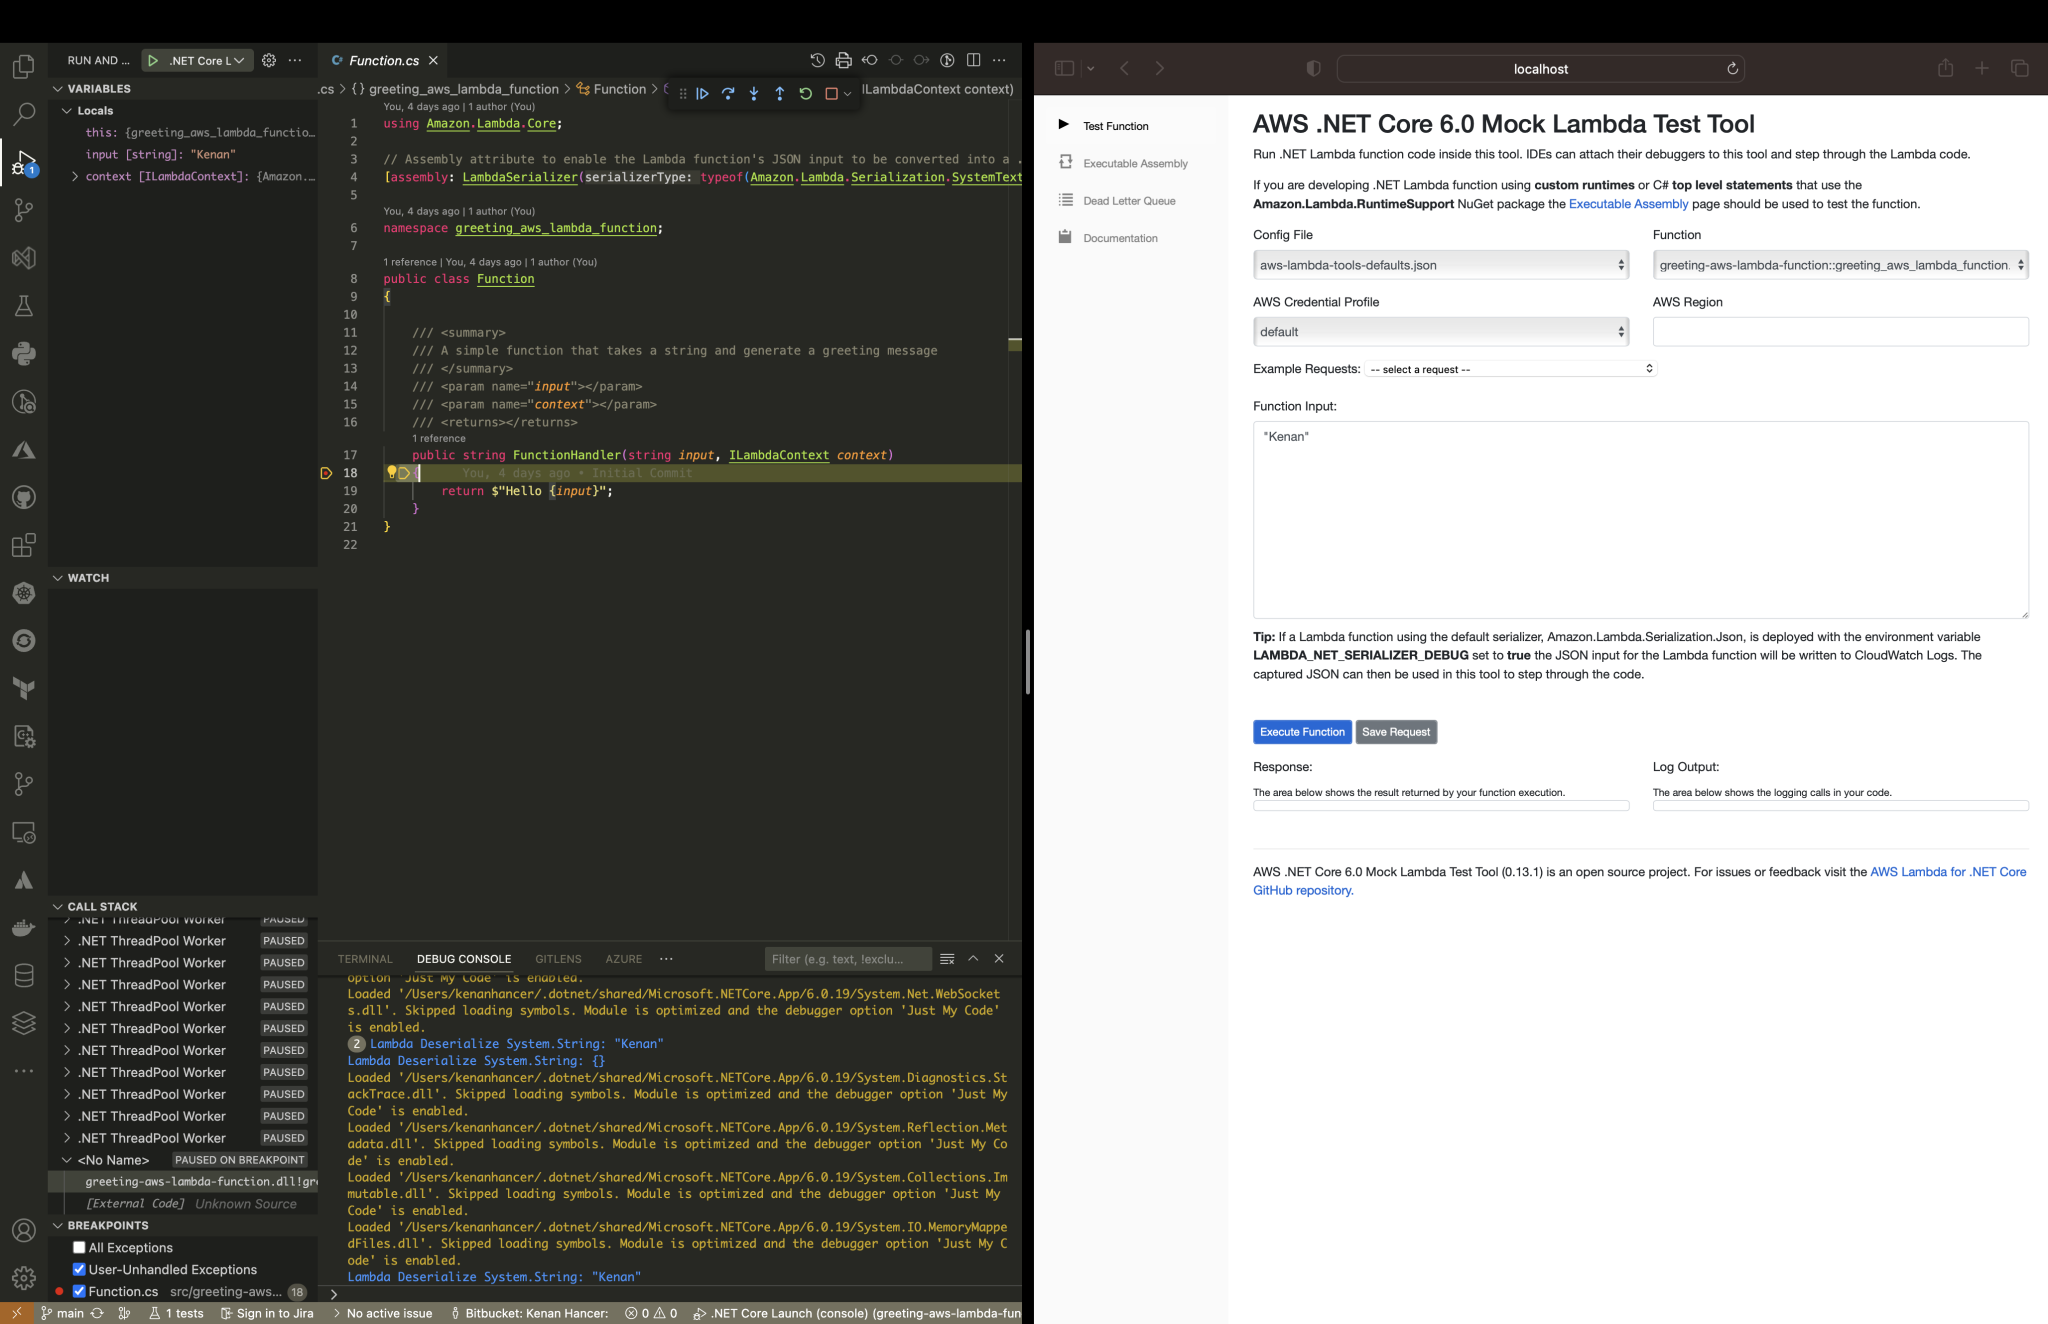 RUN AND ...
.NET Core L
VARIABLES
Locals
this: {greeting_aws_lambda_functio…
input [string]: "Kenan"
context [ILambdaContext]: {Amazon.…
WATCH
CALL STACK
.NET ThreadPool Worker PAUSED
.NET ThreadPool Worker PAUSED
.NET ThreadPool Worker PAUSED
.NET ThreadPool Worker PAUSED
.NET ThreadPool Worker PAUSED
.NET ThreadPool Worker PAUSED
.NET ThreadPool Worker PAUSED
.NET ThreadPool Worker PAUSED
.NET ThreadPool Worker PAUSED
.NET ThreadPool Worker PAUSED
.NET ThreadPool Worker PAUSED
<No Name> PAUSED ON BREAKPOINT
greeting-aws-lambda-function.dll!gr
[External Code] Unknown Source
BREAKPOINTS
All Exceptions
User-Unhandled Exceptions
Function.cs src/greeting-aws... 18
1
Function.cs
.cs > {} greeting_aws_lambda_function > Function > ILambdaContext context)
You, 4 days ago | 1 author (You)
1 using Amazon.Lambda.Core;
2
3 // Assembly attribute to enable the Lambda function's JSON input to be converted into a .
4 [assembly: LambdaSerializer(serializerType: typeof(Amazon.Lambda.Serialization.SystemText
5
You, 4 days ago | 1 author (You)
6 namespace greeting_aws_lambda_function;
7
1 reference | You, 4 days ago | 1 author (You)
8 public class Function
9 {
10
11 /// <summary>
12 /// A simple function that takes a string and generate a greeting message
13 /// </summary>
14 /// <param name="input"></param>
15 /// <param name="context"></param>
16 /// <returns></returns>
1 reference
17 public string FunctionHandler(string input, ILambdaContext context)
18 { You, 4 days ago • Initial Commit
19 return $"Hello {input}";
20 }
21 }
22
TERMINAL DEBUG CONSOLE GITLENS AZURE ···
Filter (e.g. text, !exclu...
option 'Just My Code' is enabled.
Loaded '/Users/kenanhancer/.dotnet/shared/Microsoft.NETCore.App/6.0.19/System.Net.WebSocket
s.dll'. Skipped loading symbols. Module is optimized and the debugger option 'Just My Code'
is enabled.
2 Lambda Deserialize System.String: "Kenan"
Lambda Deserialize System.String: {}
Loaded '/Users/kenanhancer/.dotnet/shared/Microsoft.NETCore.App/6.0.19/System.Diagnostics.St
ackTrace.dll'. Skipped loading symbols. Module is optimized and the debugger option 'Just My
Code' is enabled.
Loaded '/Users/kenanhancer/.dotnet/shared/Microsoft.NETCore.App/6.0.19/System.Reflection.Met
adata.dll'. Skipped loading symbols. Module is optimized and the debugger option 'Just My Co
de' is enabled.
Loaded '/Users/kenanhancer/.dotnet/shared/Microsoft.NETCore.App/6.0.19/System.Collections.Im
mutable.dll'. Skipped loading symbols. Module is optimized and the debugger option 'Just My
Code' is enabled.
Loaded '/Users/kenanhancer/.dotnet/shared/Microsoft.NETCore.App/6.0.19/System.IO.MemoryMappe
dFiles.dll'. Skipped loading symbols. Module is optimized and the debugger option 'Just My C
ode' is enabled.
Lambda Deserialize System.String: "Kenan"
>
main 1 tests Sign in to Jira > No active issue Bitbucket: Kenan Hancer: 0 0 .NET Core Launch (console) (greeting-aws-lambda-fun
localhost
Test Function
Executable Assembly
Dead Letter Queue
Documentation
AWS .NET Core 6.0 Mock Lambda Test Tool
Run .NET Lambda function code inside this tool. IDEs can attach their debuggers to this tool and step through the Lambda code.
If you are developing .NET Lambda function using custom runtimes or C# top level statements that use the
Amazon.Lambda.RuntimeSupport NuGet package the Executable Assembly page should be used to test the function.
Config File Function
aws-lambda-tools-defaults.json greeting-aws-lambda-function::greeting_aws_lambda_function.
AWS Credential Profile AWS Region
default
Example Requests: -- select a request --
Function Input:
"Kenan"
Tip: If a Lambda function using the default serializer, Amazon.Lambda.Serialization.Json, is deployed with the environment variable
LAMBDA_NET_SERIALIZER_DEBUG set to true the JSON input for the Lambda function will be written to CloudWatch Logs. The
captured JSON can then be used in this tool to step through the code.
Execute Function Save Request
Response: Log Output:
The area below shows the result returned by your function execution. The area below shows the logging calls in your code.
AWS .NET Core 6.0 Mock Lambda Test Tool (0.13.1) is an open source project. For issues or feedback visit the AWS Lambda for .NET Core
GitHub repository.